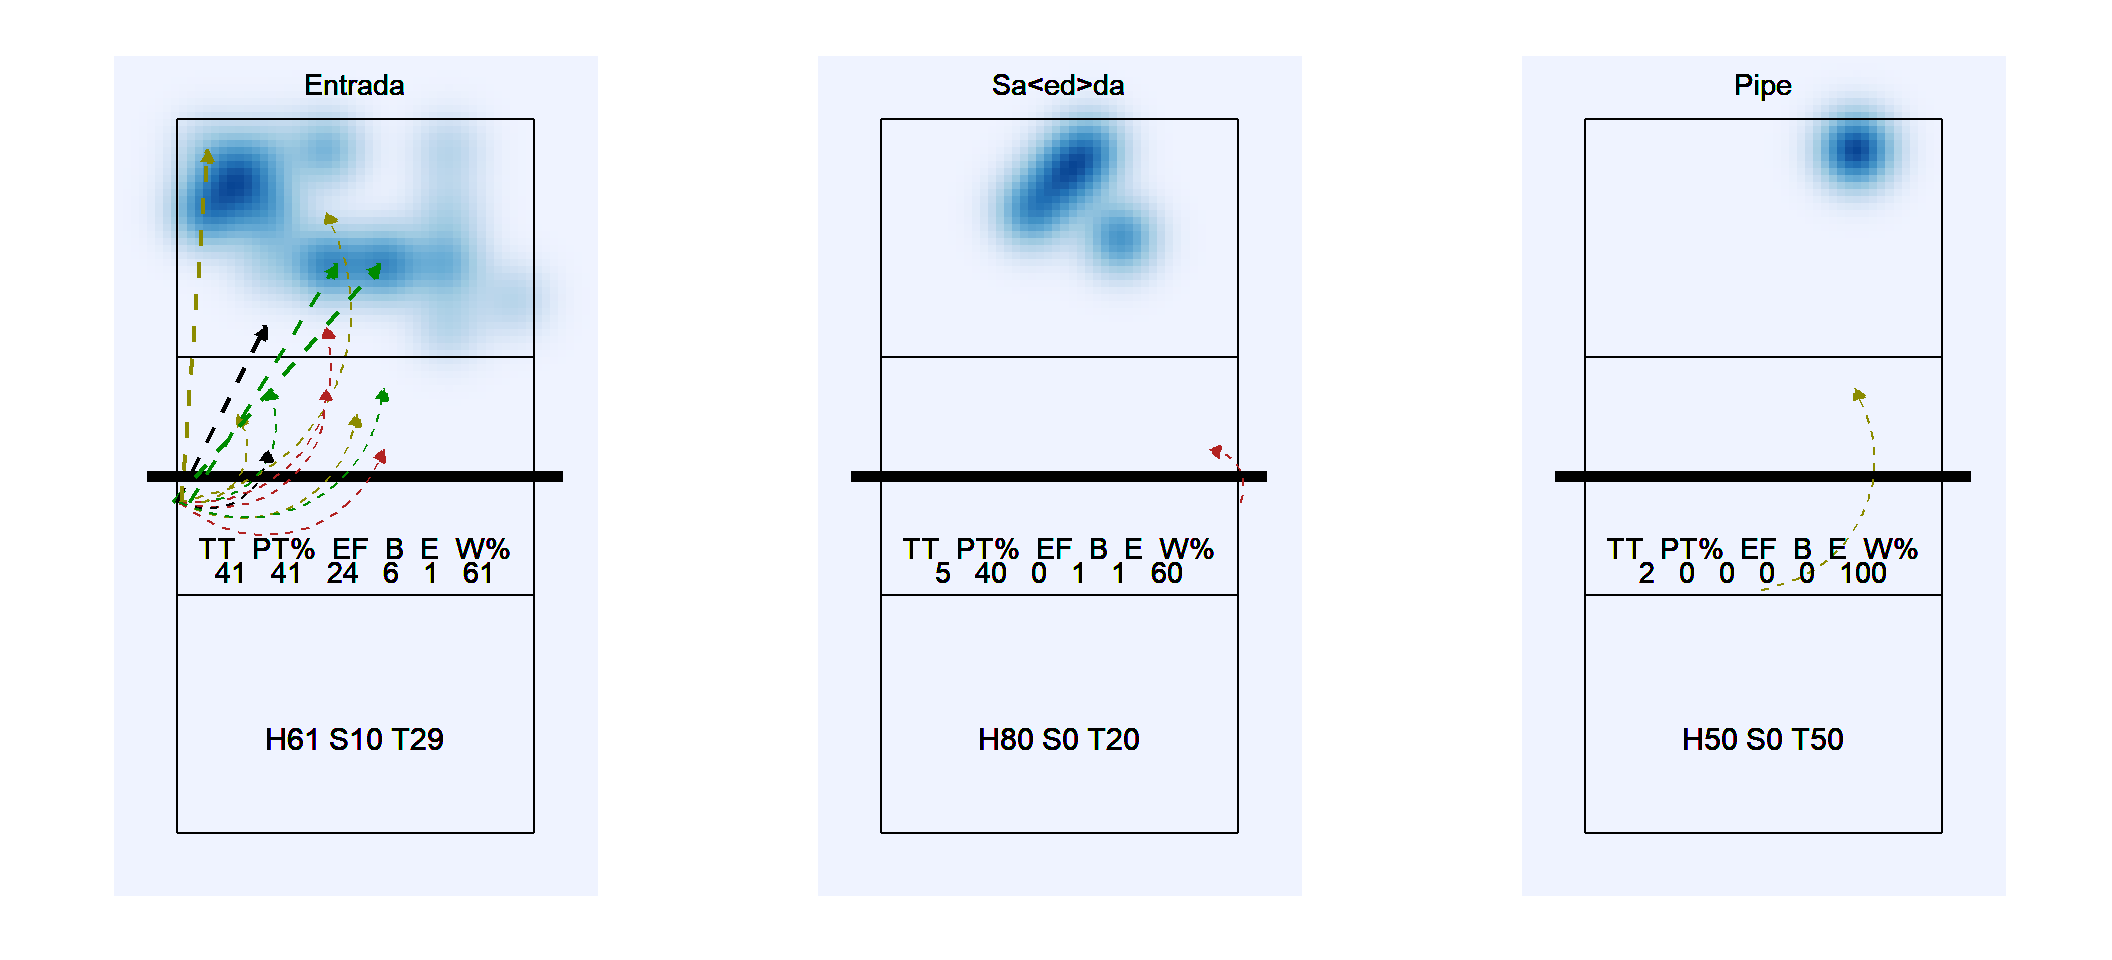 Entrada
TT PT% EF B E W%
41 41 24 6 1 61
H61 S10 T29
Sa<ed>da
TT PT% EF B E W%
5 40 0 1 1 60
H80 S0 T20
Pipe
TT PT% EF B E W%
2 0 0 0 0 100
H50 S0 T50